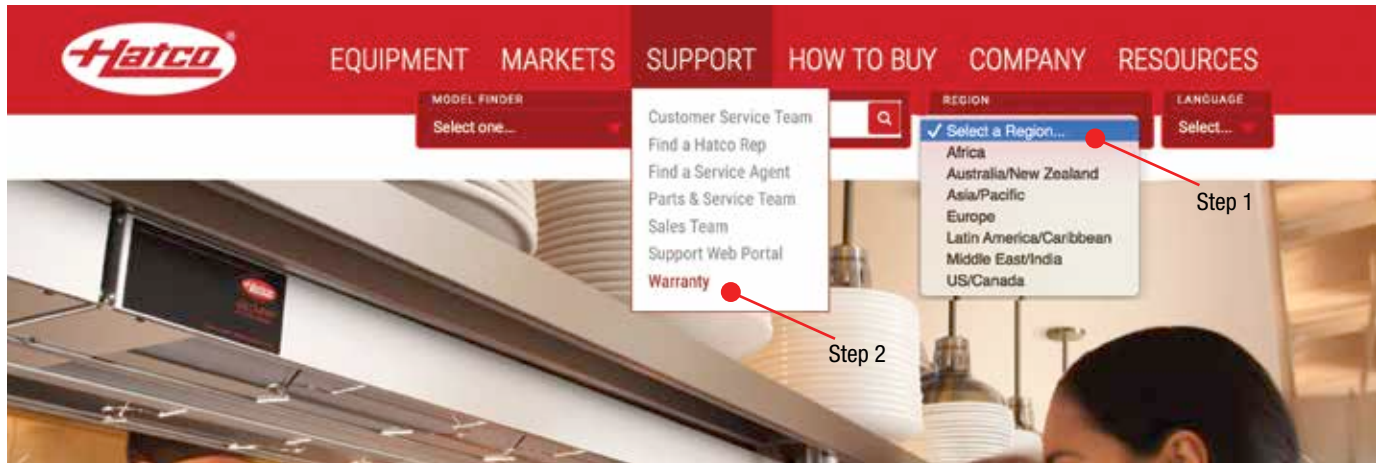 Hatco®
EQUIPMENT MARKETS SUPPORT HOW TO BUY COMPANY RESOURCES
MODEL FINDER
Select one...
REGION
LANGUAGE
Select...
Customer Service Team
Find a Hatco Rep
Find a Service Agent
Parts & Service Team
Sales Team
Support Web Portal
Warranty
✓ Select a Region...
Africa
Australia/New Zealand
Asia/Pacific
Europe
Latin America/Caribbean
Middle East/India
US/Canada
Step 1
Step 2